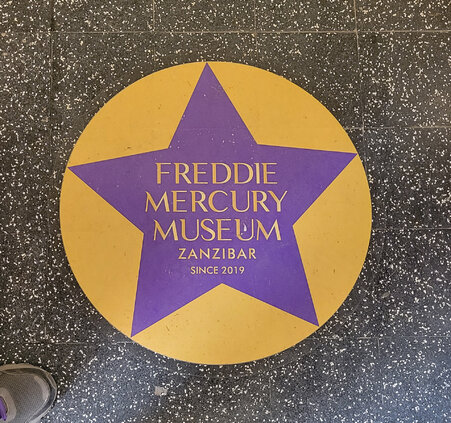 FREDDIE
MERCURY
MUSEUM
ZANZIBAR
SINCE 2019